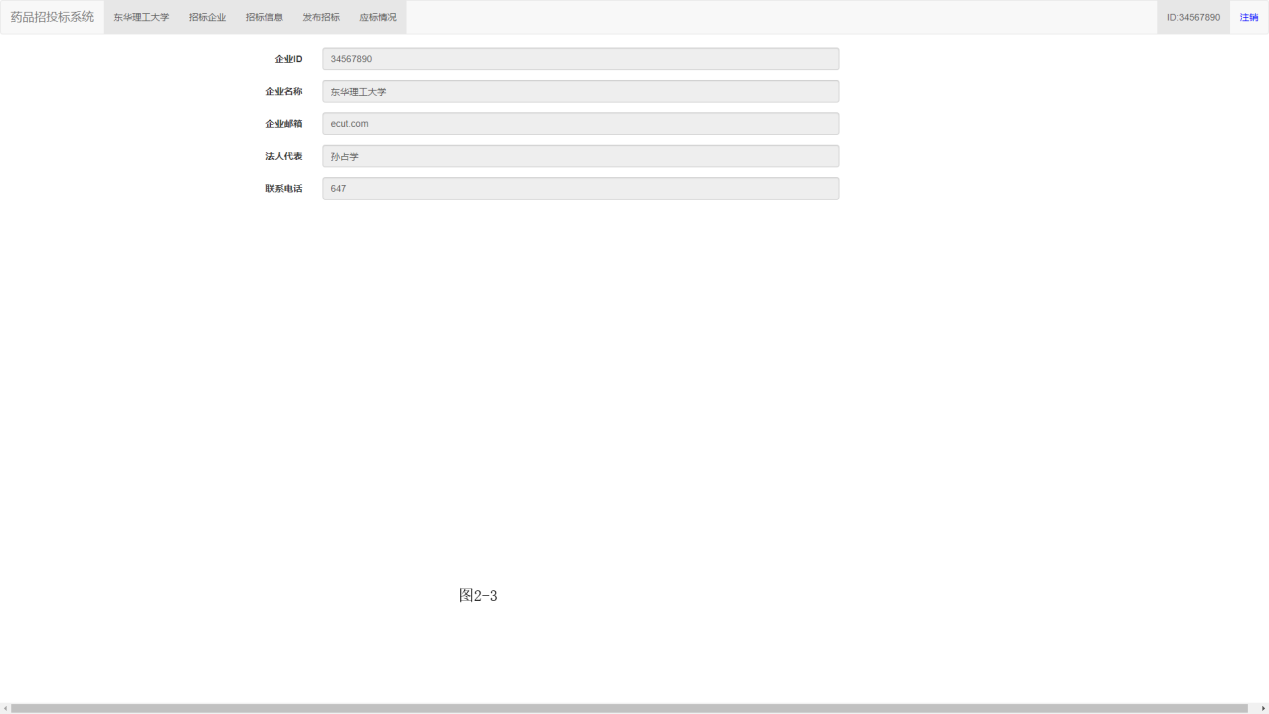 药品招投标系统 东华理工大学 招标企业 招标信息 发布招标 应标情况 ID:34567890 注销
企业ID 34567890
企业名称 东华理工大学
企业邮箱 ecut.com
法人代表 孙占学
联系电话 647
图2-3